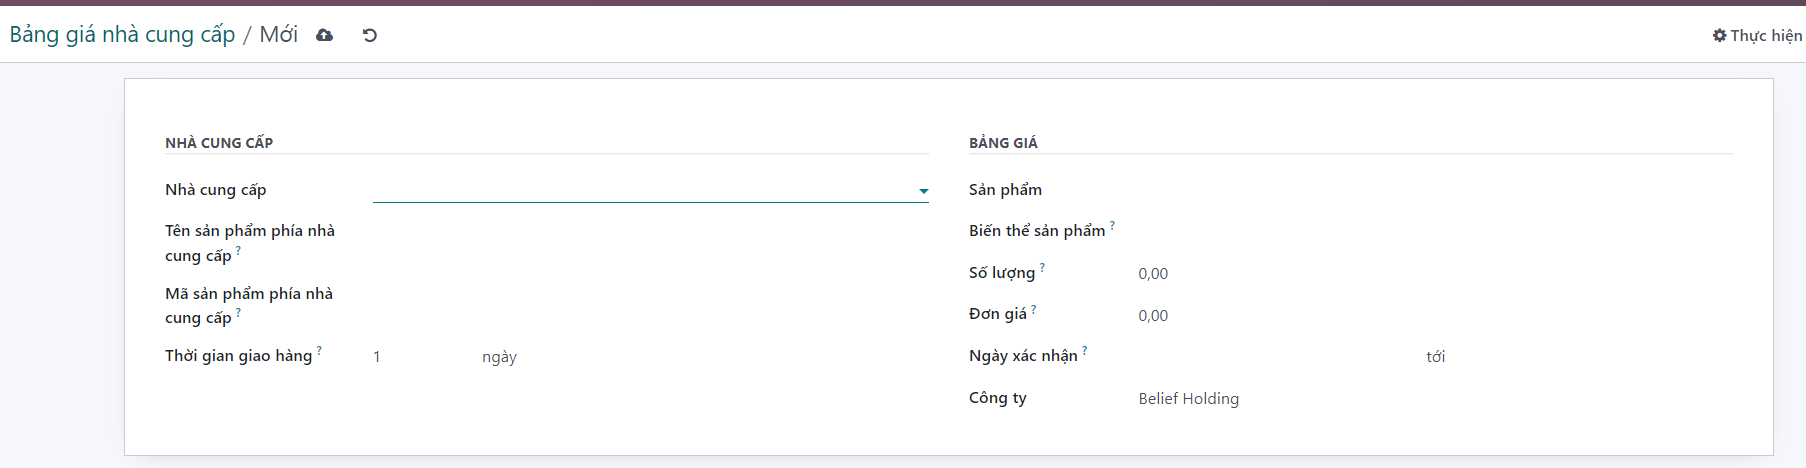 Bảng giá nhà cung cấp / Mới
Thực hiện
NHÀ CUNG CẤP
Nhà cung cấp
Tên sản phẩm phía nhà
cung cấp ?
Mã sản phẩm phía nhà
cung cấp ?
Thời gian giao hàng ? 1 ngày
BẢNG GIÁ
Sản phẩm
Biến thể sản phẩm ?
Số lượng ? 0,00
Đơn giá ? 0,00
Ngày xác nhận ? tới
Công ty Belief Holding